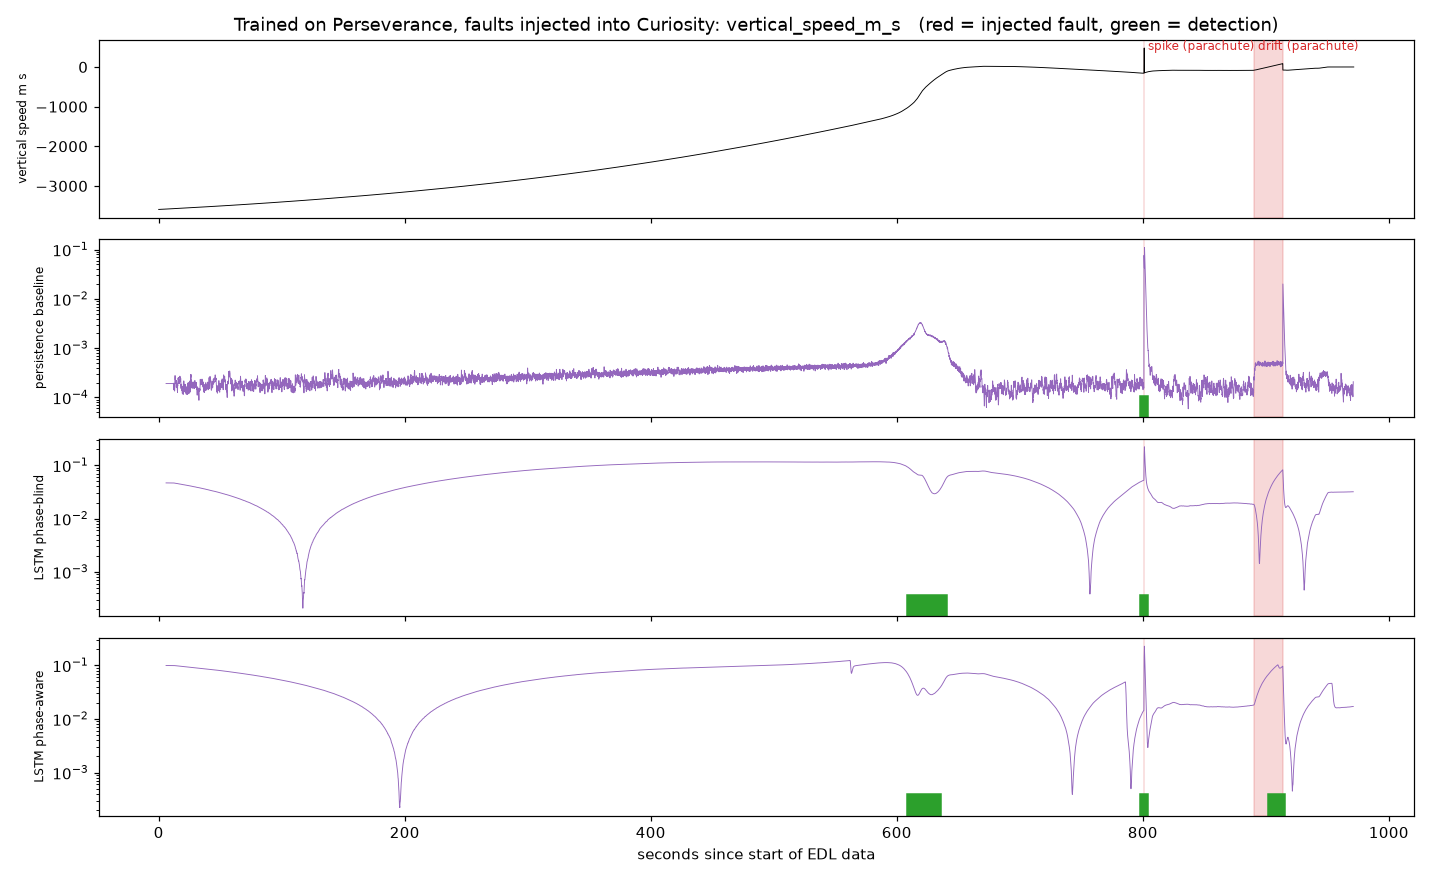 Trained on Perseverance, faults injected into Curiosity: vertical_speed_m_s   (red = injected fault, green = detection)
spike (parachute) drift (parachute)
vertical speed m s
0
−1000
−2000
−3000
persistence baseline
10⁻¹
10⁻²
10⁻³
10⁻⁴
LSTM phase-blind
10⁻¹
10⁻²
10⁻³
LSTM phase-aware
10⁻¹
10⁻²
10⁻³
0 200 400 600 800 1000
seconds since start of EDL data